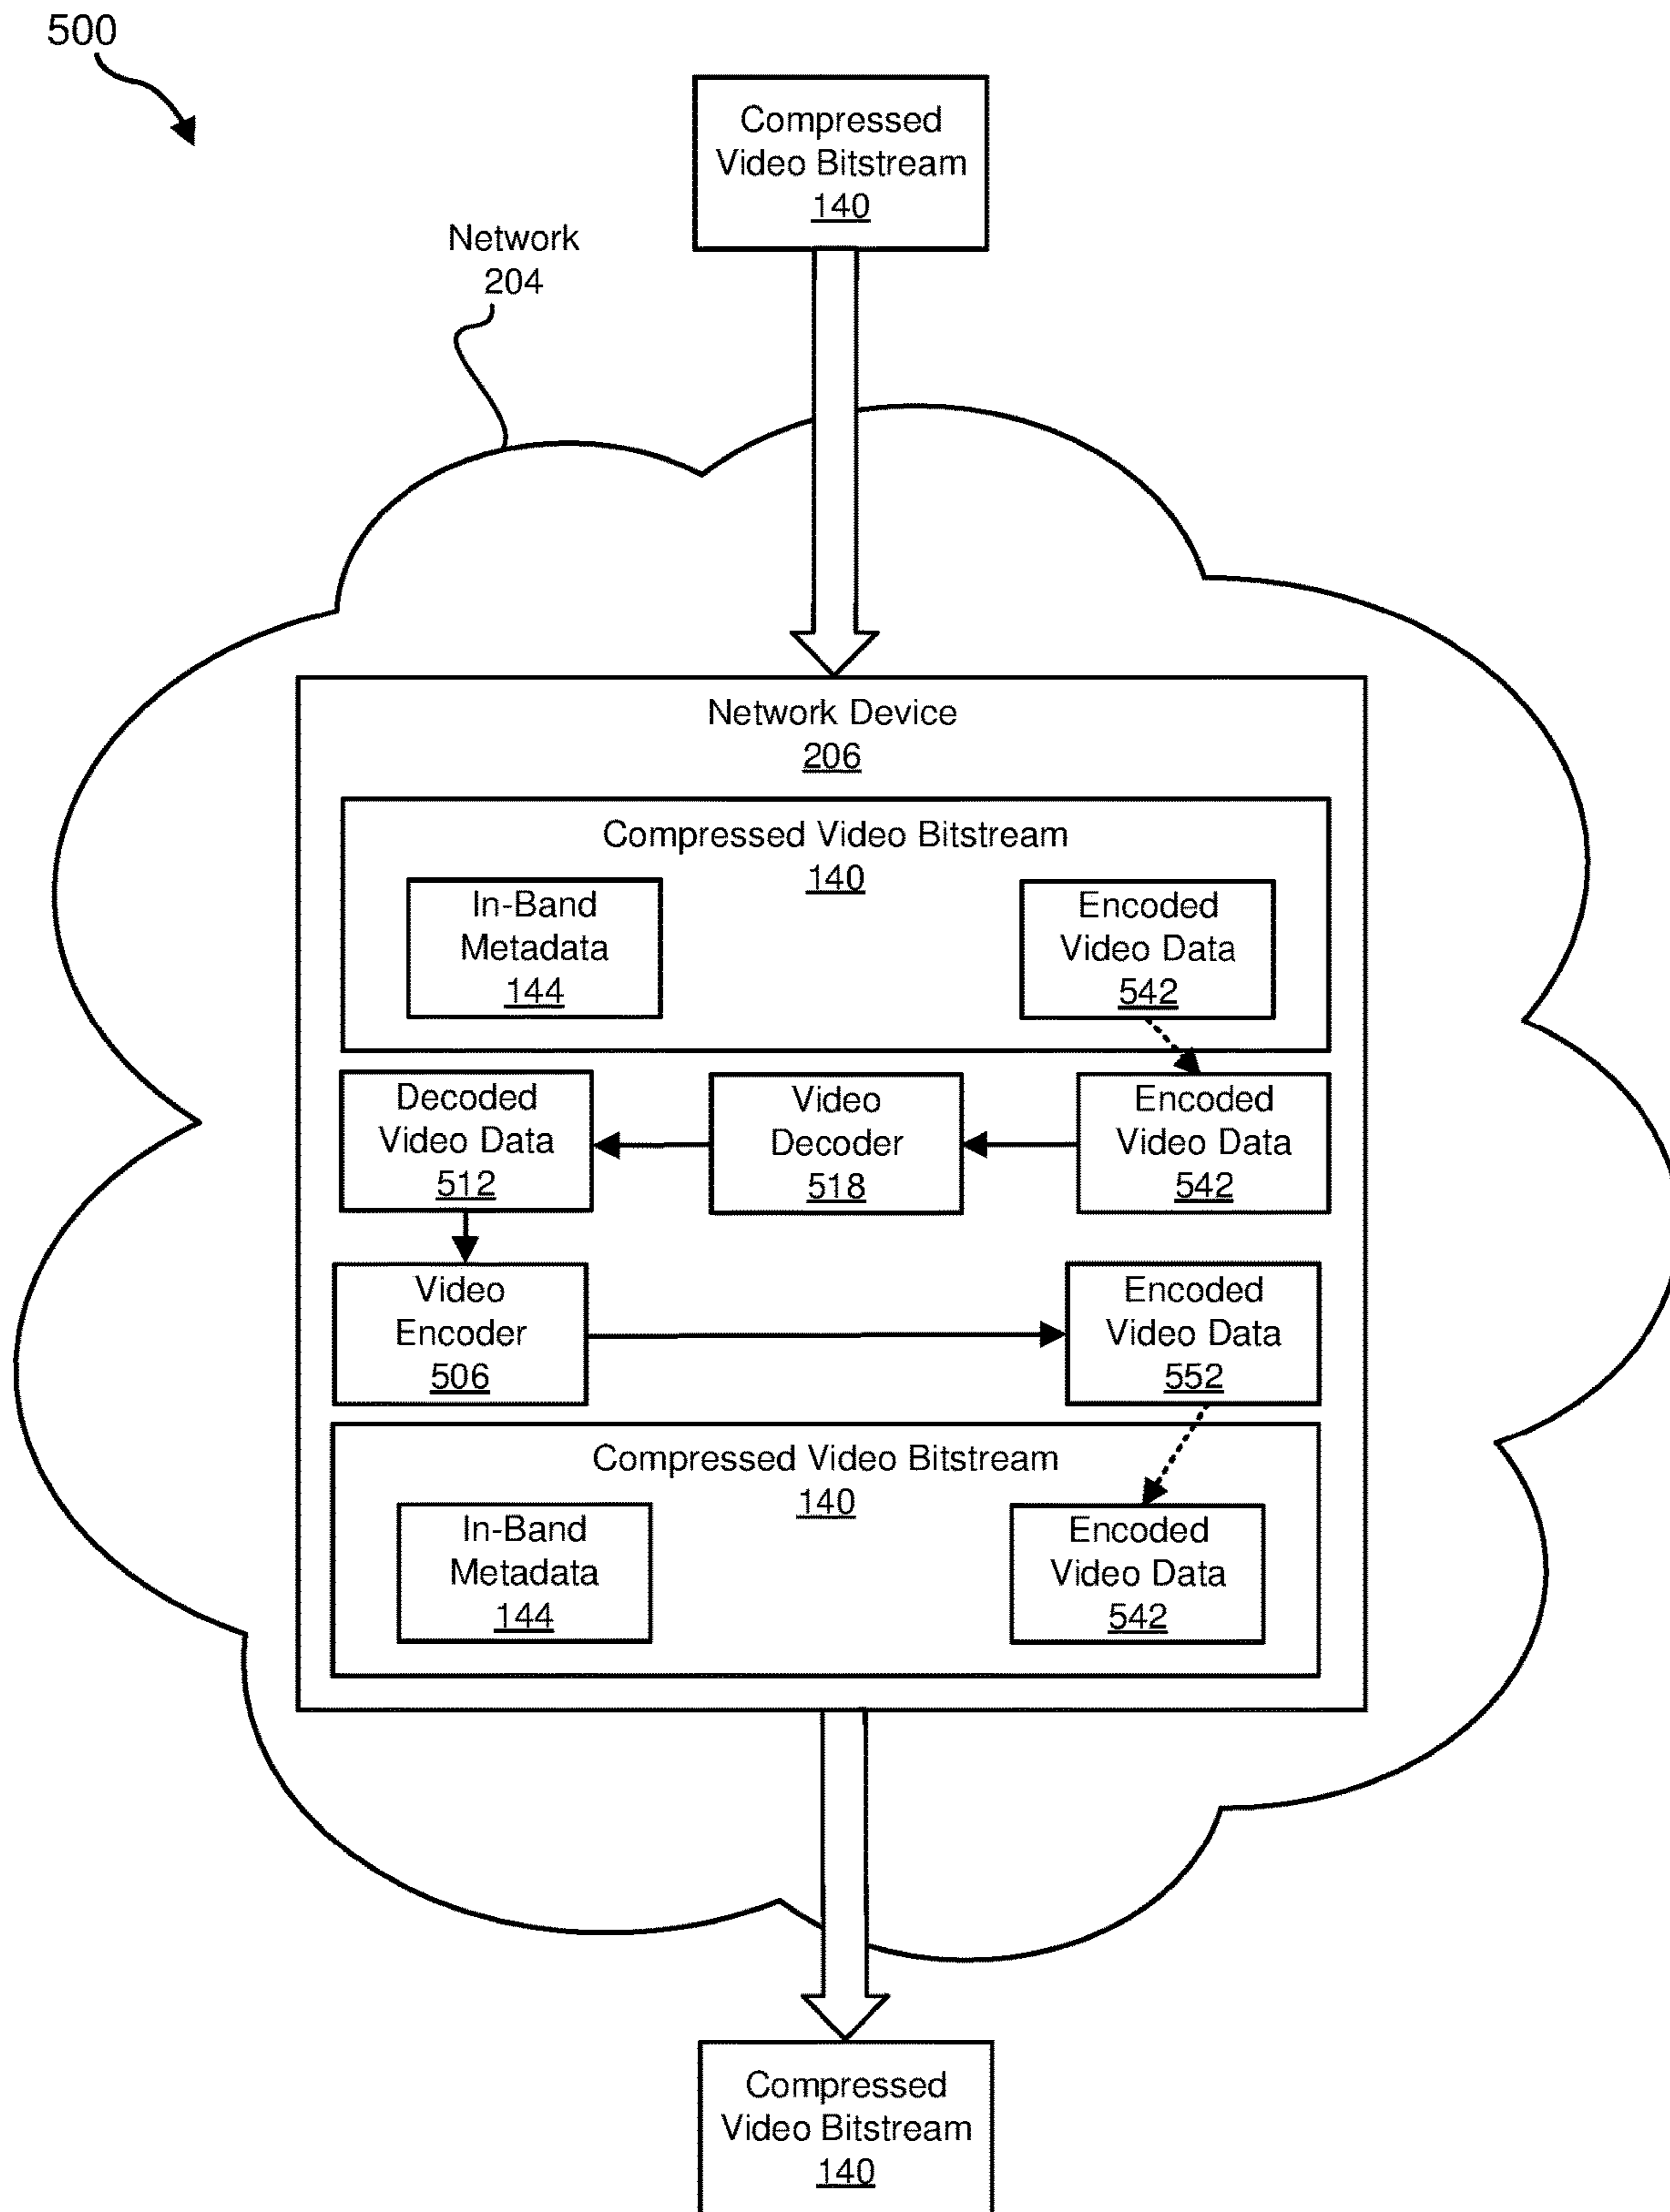 500
Compressed
Video Bitstream
140
Network
204
Network Device
206
Compressed Video Bitstream
140
In-Band
Metadata
144
Encoded
Video Data
542
Decoded
Video Data
512
Video
Decoder
518
Encoded
Video Data
542
Video
Encoder
506
Encoded
Video Data
552
Compressed Video Bitstream
140
In-Band
Metadata
144
Encoded
Video Data
542
Compressed
Video Bitstream
140